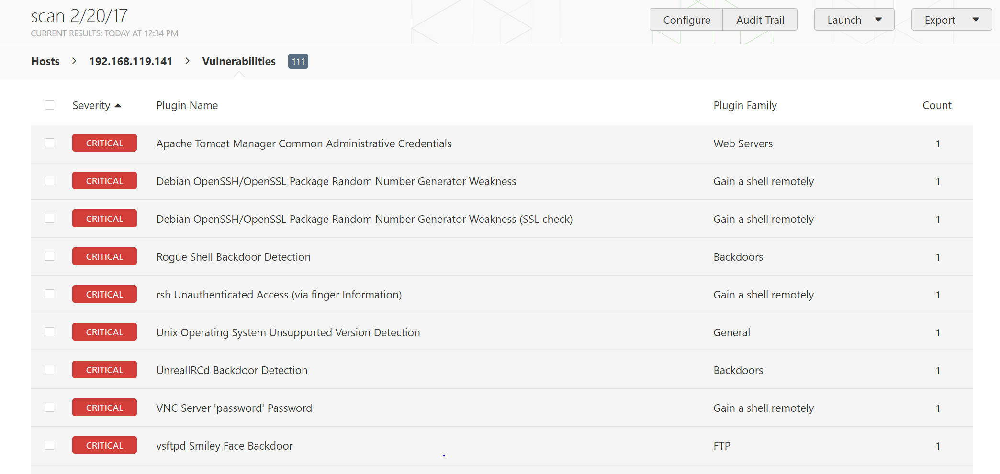 scan 2/20/17
CURRENT RESULTS: TODAY AT 12:34 PM
Configure Audit Trail Launch Export
Hosts > 192.168.119.141 > Vulnerabilities 111
Severity Plugin Name Plugin Family Count
CRITICAL Apache Tomcat Manager Common Administrative Credentials Web Servers 1
CRITICAL Debian OpenSSH/OpenSSL Package Random Number Generator Weakness Gain a shell remotely 1
CRITICAL Debian OpenSSH/OpenSSL Package Random Number Generator Weakness (SSL check) Gain a shell remotely 1
CRITICAL Rogue Shell Backdoor Detection Backdoors 1
CRITICAL rsh Unauthenticated Access (via finger Information) Gain a shell remotely 1
CRITICAL Unix Operating System Unsupported Version Detection General 1
CRITICAL UnrealIRCd Backdoor Detection Backdoors 1
CRITICAL VNC Server 'password' Password Gain a shell remotely 1
CRITICAL vsftpd Smiley Face Backdoor FTP 1